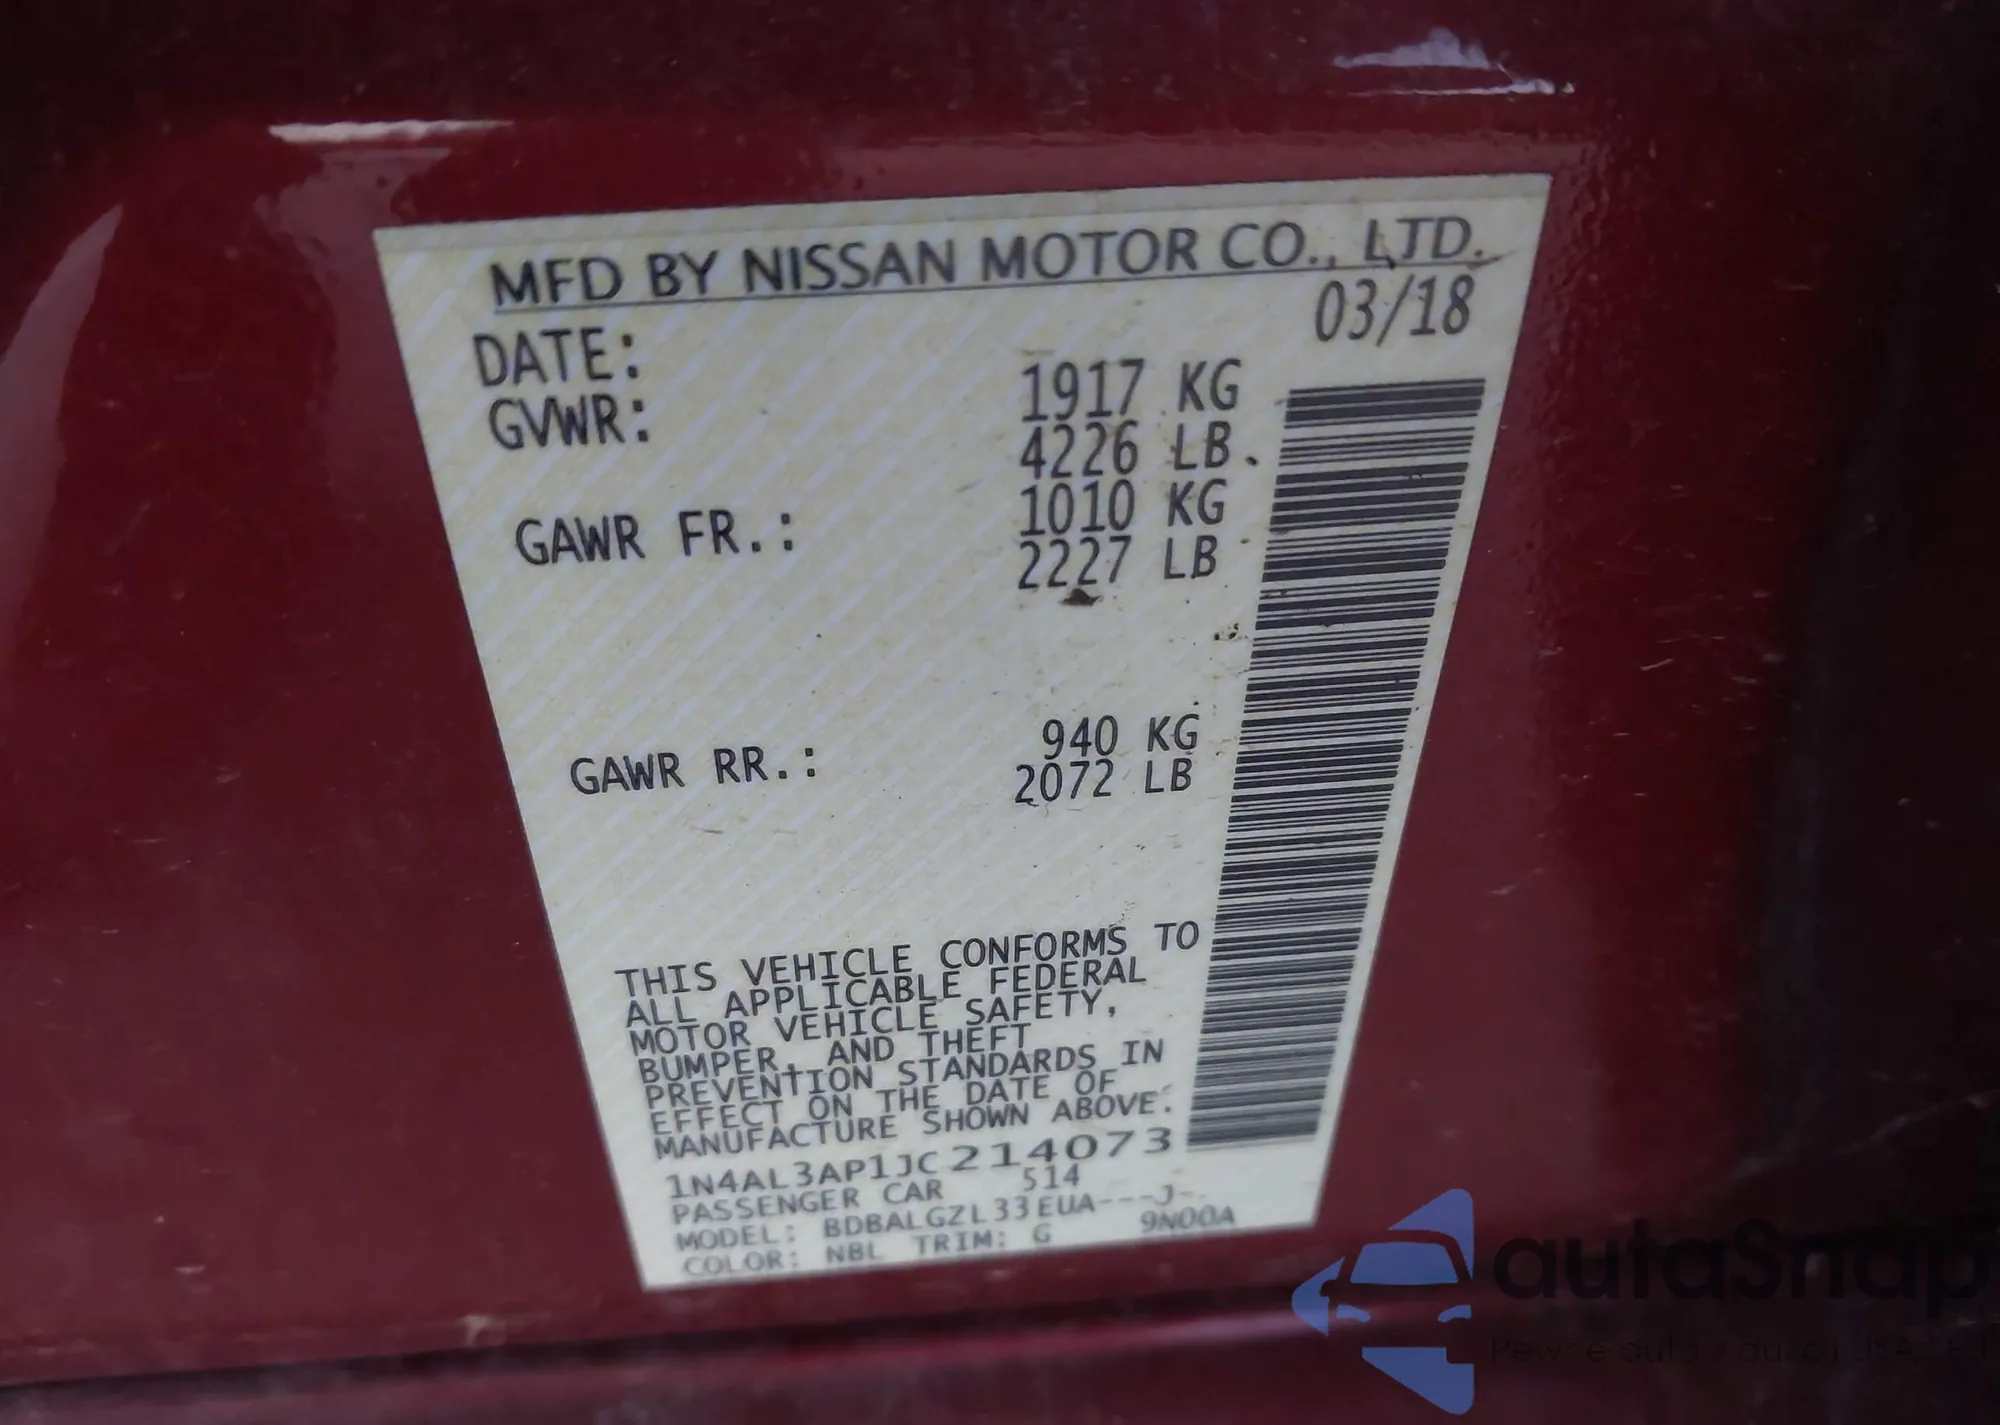 MFD BY NISSAN MOTOR CO., LTD.
DATE: 03/18
GVWR: 1917 KG
4226 LB.
GAWR FR.: 1010 KG
2227 LB
GAWR RR.: 940 KG
2072 LB
THIS VEHICLE CONFORMS TO
ALL APPLICABLE FEDERAL
MOTOR VEHICLE SAFETY,
BUMPER, AND THEFT
PREVENTION STANDARDS IN
EFFECT ON THE DATE OF
MANUFACTURE SHOWN ABOVE.
1N4AL3AP1JC214073
PASSENGER CAR 514
MODEL: BDBALGZL33EUA---J-
COLOR: NBL TRIM: G 9N00A
autaSnap